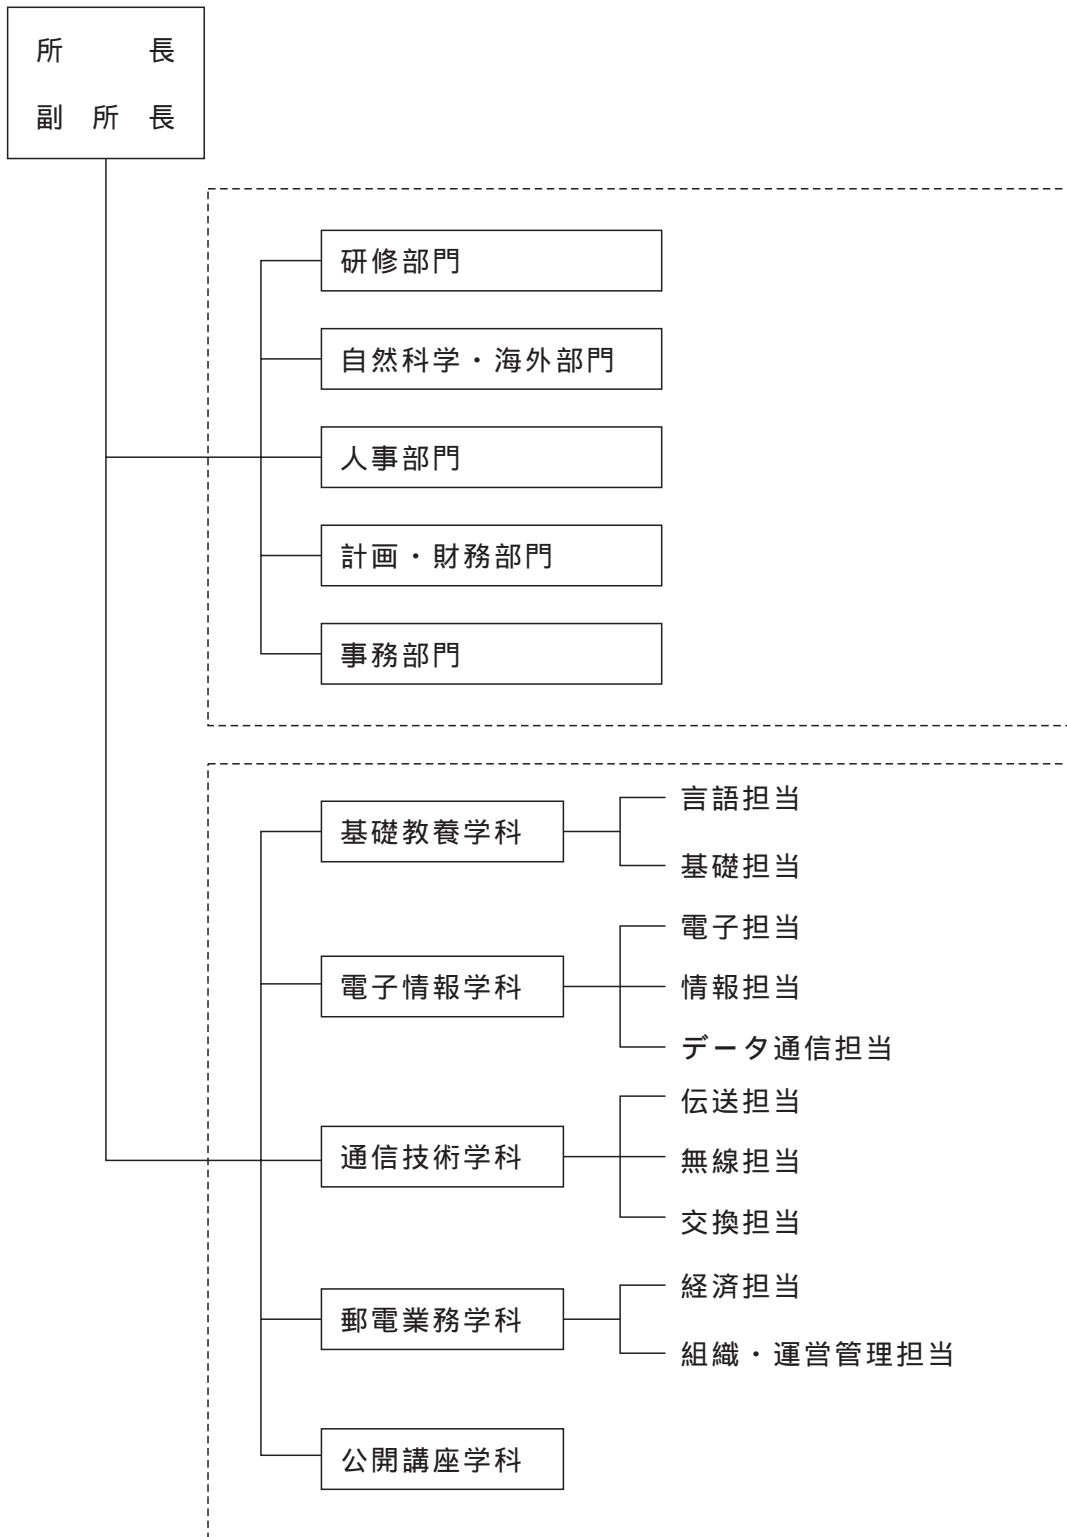 所　　長
副 所 長
研修部門
自然科学・海外部門
人事部門
計画・財務部門
事務部門
基礎教養学科
言語担当
基礎担当
電子情報学科
電子担当
情報担当
データ通信担当
通信技術学科
伝送担当
無線担当
交換担当
郵電業務学科
経済担当
組織・運営管理担当
公開講座学科